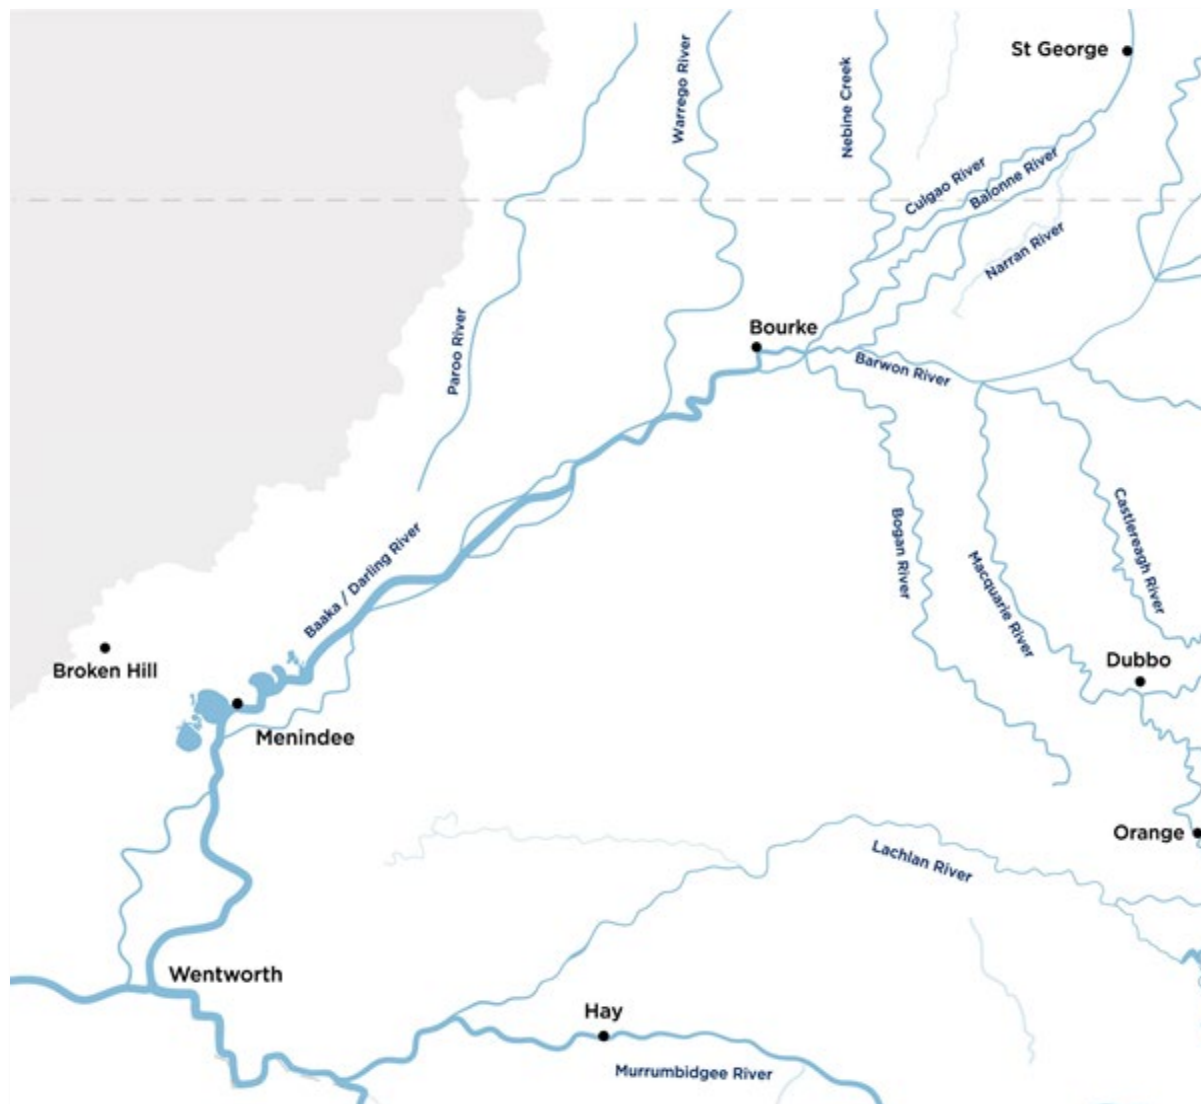 St George
Warrego River
Nebine Creek
Culgao River
Balonne River
Narran River
Paroo River
Bourke
Barwon River
Bogan River
Macquarie River
Castlereagh River
Baaka / Darling River
Broken Hill
Dubbo
Menindee
Orange
Lachlan River
Wentworth
Hay
Murrumbidgee River